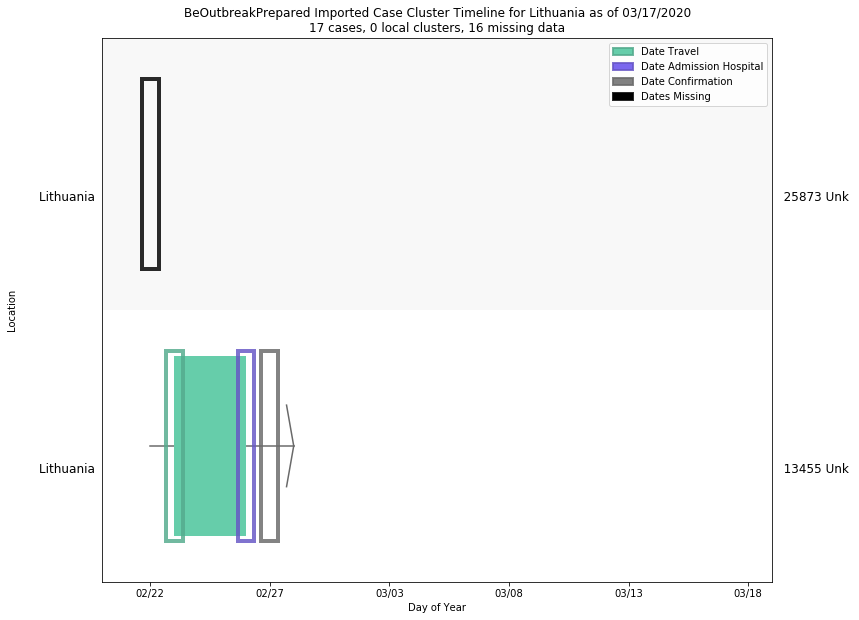 BeOutbreakPrepared Imported Case Cluster Timeline for Lithuania as of 03/17/2020
17 cases, 0 local clusters, 16 missing data
Date Travel
Date Admission Hospital
Date Confirmation
Dates Missing
Lithuania
25873 Unk
Location
Lithuania
13455 Unk
02/22
02/27
03/03
03/08
03/13
03/18
Day of Year